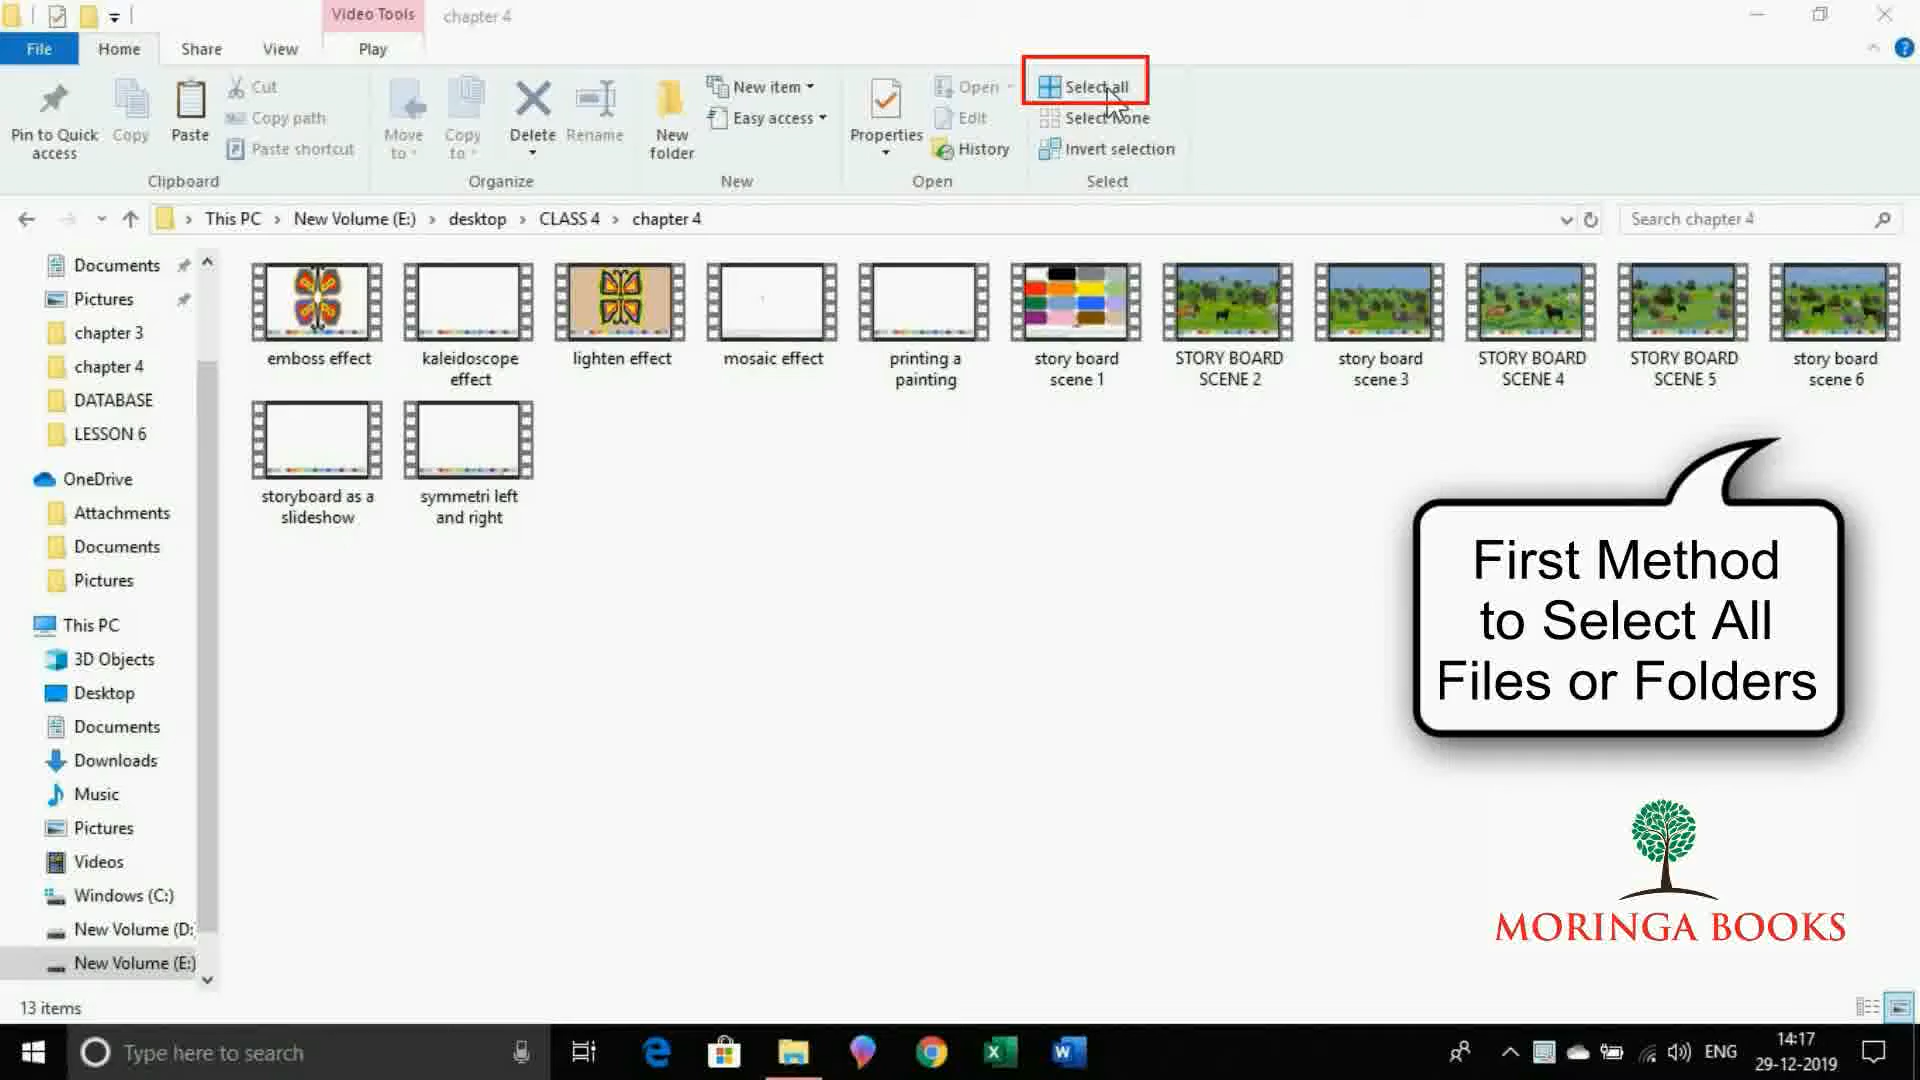 Video Tools
chapter 4
File
Home
Share
View
Play
Pin to Quick access
Copy
Paste
Cut
Copy path
Paste shortcut
Clipboard
Move to
Copy to
Delete
Rename
Organize
New folder
New item
Easy access
New
Properties
Open
Edit
History
Open
Select all
Select none
Invert selection
Select
This PC
New Volume (E:)
desktop
CLASS 4
chapter 4
Search chapter 4
Documents
Pictures
chapter 3
chapter 4
DATABASE
LESSON 6
OneDrive
Attachments
Documents
Pictures
This PC
3D Objects
Desktop
Documents
Downloads
Music
Pictures
Videos
Windows (C:)
New Volume (D:
New Volume (E:)
emboss effect
kaleidoscope
effect
lighten effect
mosaic effect
printing a
painting
story board
scene 1
STORY BOARD
SCENE 2
story board
scene 3
STORY BOARD
SCENE 4
STORY BOARD
SCENE 5
story board
scene 6
storyboard as a
slideshow
symmetri left
and right
First Method
to Select All
Files or Folders
MORINGA BOOKS
13 items
Type here to search
ENG
14:17
29-12-2019